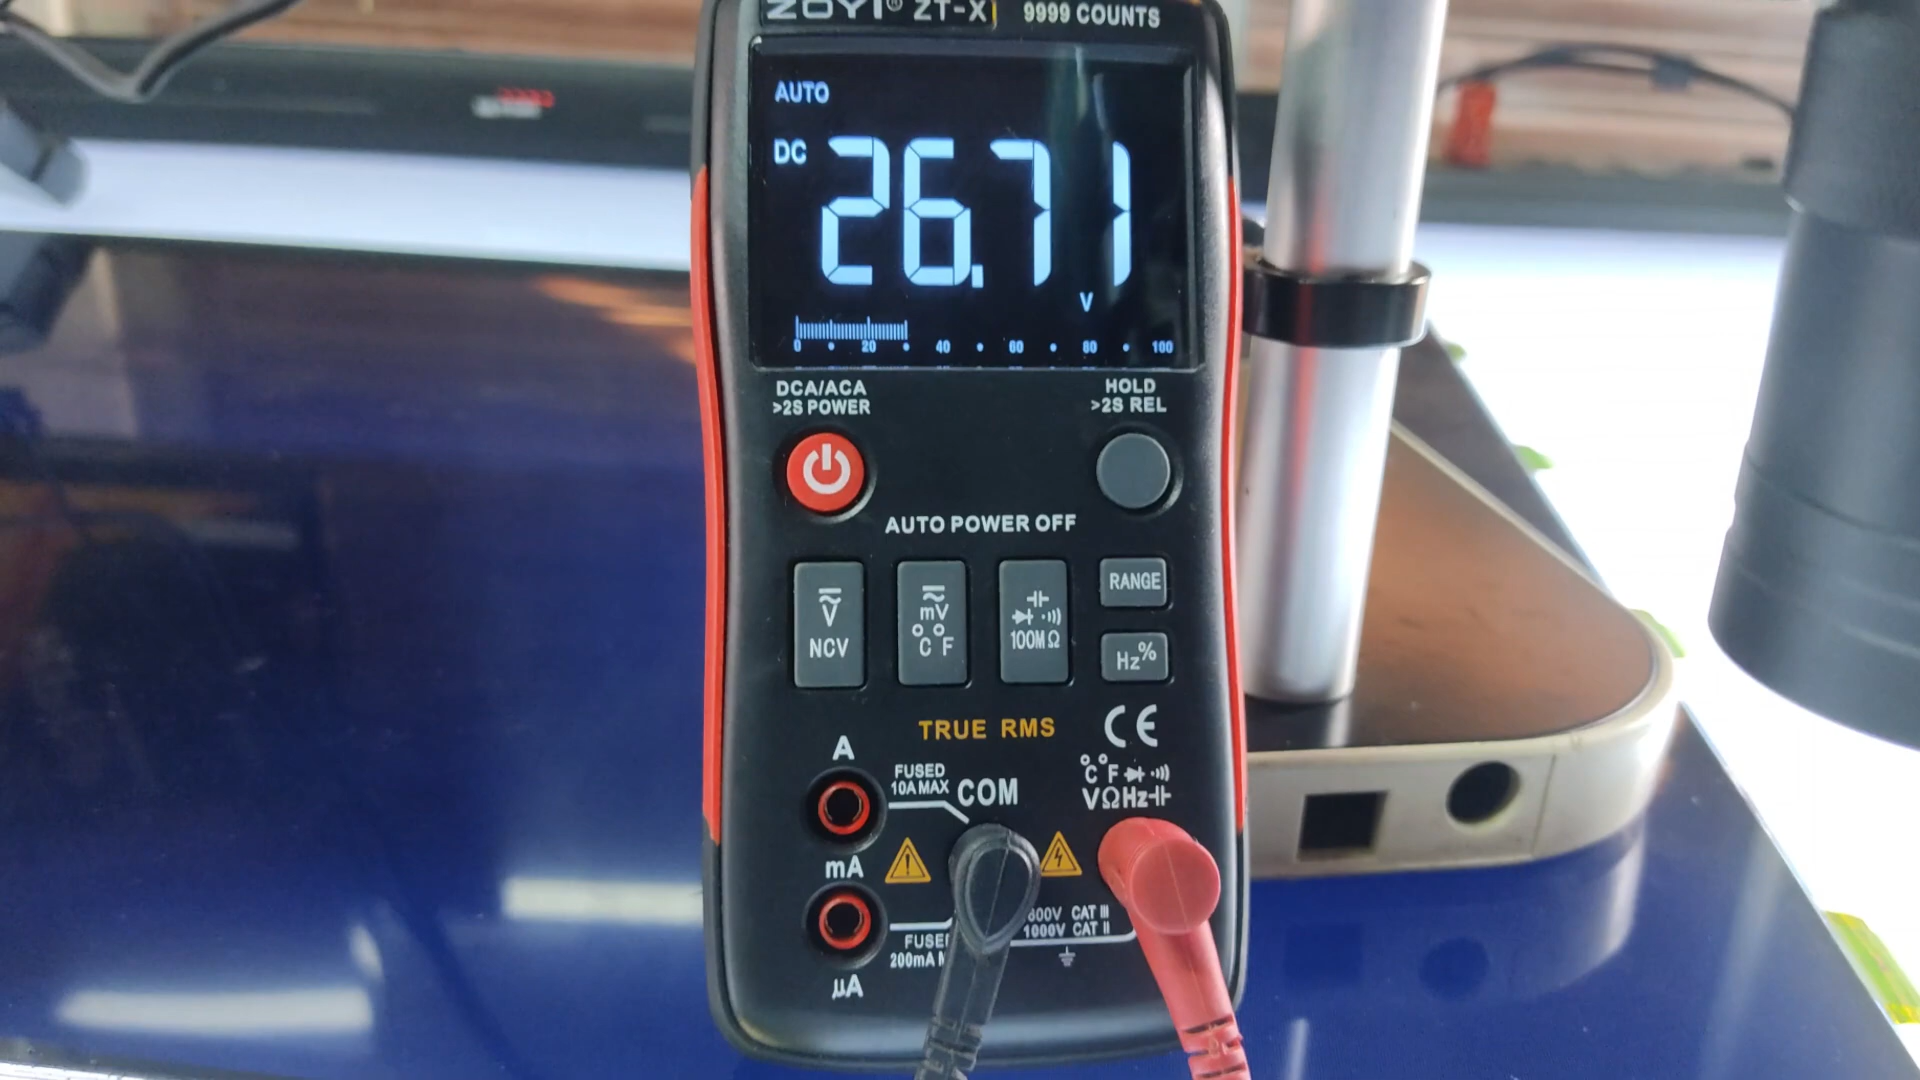 ZOYI® ZT-X 9999 COUNTS
AUTO
DC 26.71
V
0 20 40 60 80 100
DCA/ACA
>2S POWER
HOLD
>2S REL
AUTO POWER OFF
V
NCV
mV
°C °F
100MΩ
RANGE
Hz%
TRUE RMS
CE
A
FUSED
10A MAX
COM
°C°F
VΩHz
mA
600V CAT III
1000V CAT II
FUSE
200mA M
μA